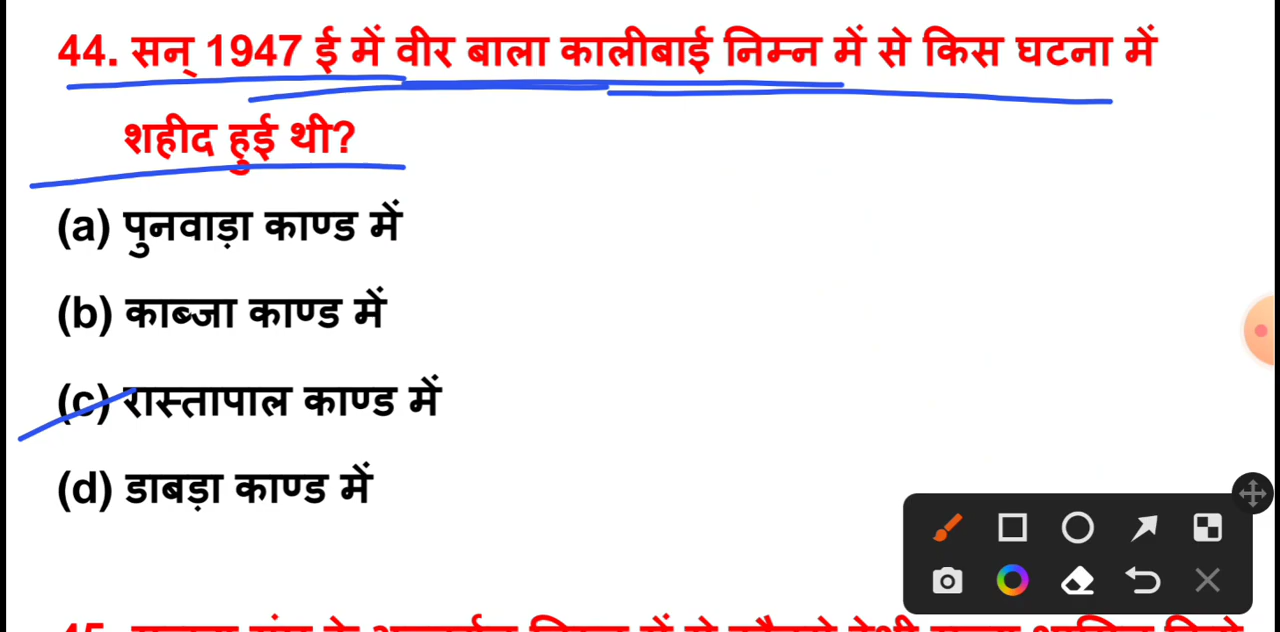 44. सन् 1947 ई में वीर बाला कालीबाई निम्न में से किस घटना में
शहीद हुई थी?
(a) पुनवाड़ा काण्ड में
(b) काब्जा काण्ड में
(c) रास्तापाल काण्ड में
(d) डाबड़ा काण्ड में